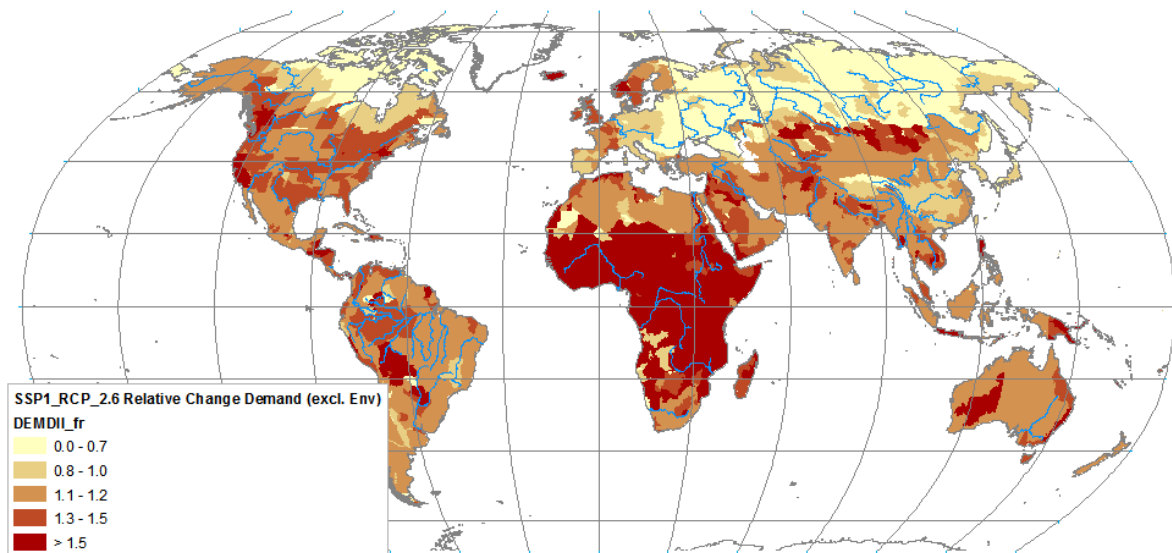 SSP1_RCP_2.6 Relative Change Demand (excl. Env)
DEMDII_fr
0.0 - 0.7
0.8 - 1.0
1.1 - 1.2
1.3 - 1.5
> 1.5